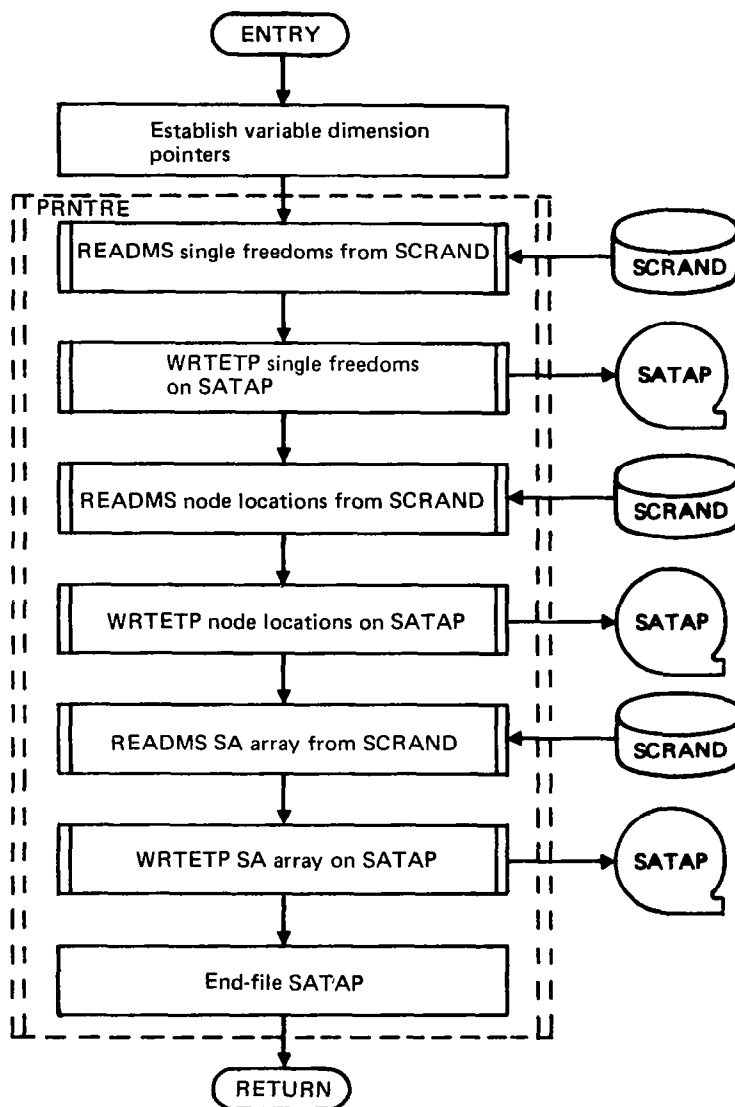 ENTRY
Establish variable dimension
pointers
PRNTRE
READMS single freedoms from SCRAND
SCRAND
WRTETP single freedoms
on SATAP
SATAP
READMS node locations from SCRAND
SCRAND
WRTETP node locations on SATAP
SATAP
READMS SA array from SCRAND
SCRAND
WRTETP SA array on SATAP
SATAP
End-file SATAP
RETURN